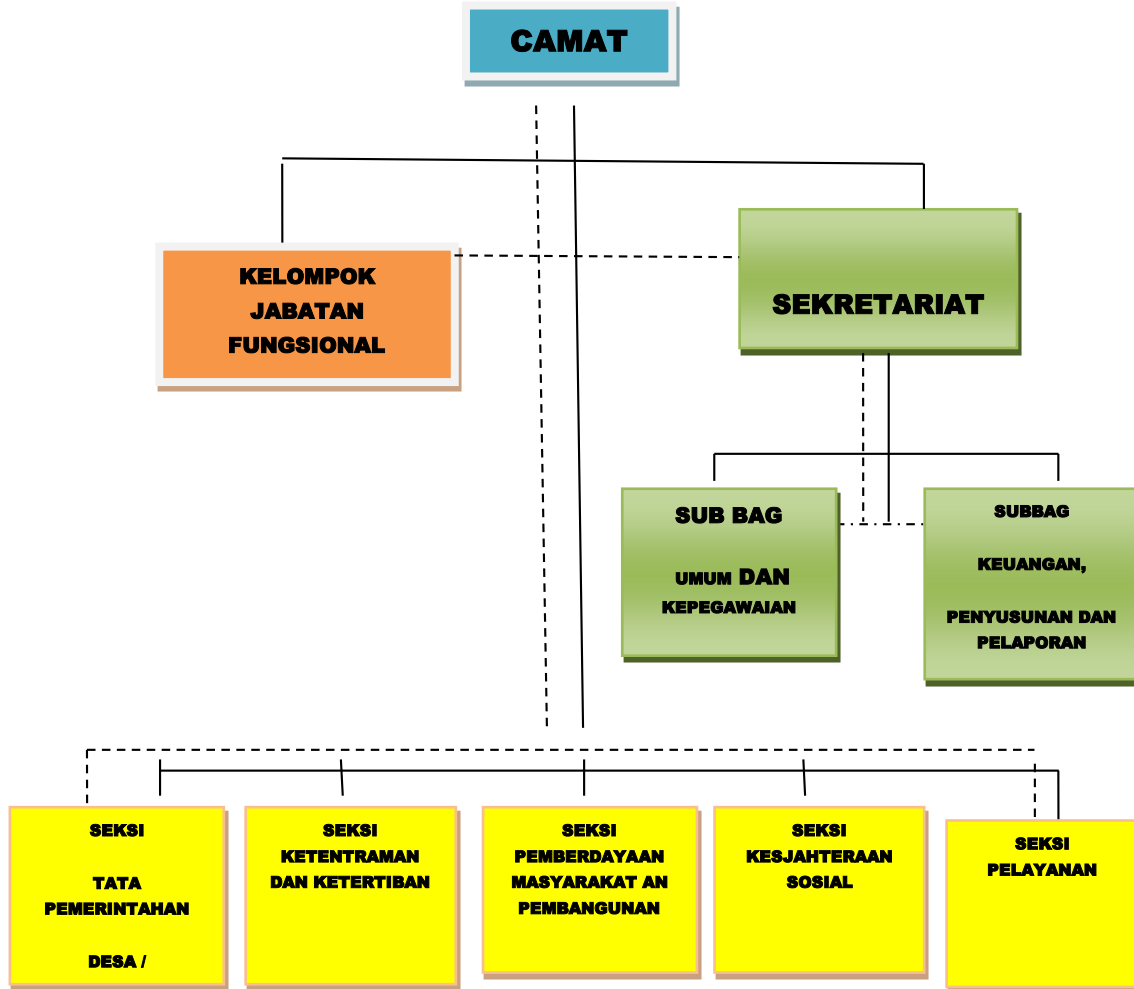 CAMAT
KELOMPOK
JABATAN
FUNGSIONAL
SEKRETARIAT
SUB BAG
UMUM DAN
KEPEGAWAIAN
SUBBAG
KEUANGAN,
PENYUSUNAN DAN
PELAPORAN
SEKSI
TATA
PEMERINTAHAN
DESA /
SEKSI
KETENTRAMAN
DAN KETERTIBAN
SEKSI
PEMBERDAYAAN
MASYARAKAT AN
PEMBANGUNAN
SEKSI
KESJAHTERAAN
SOSIAL
SEKSI
PELAYANAN